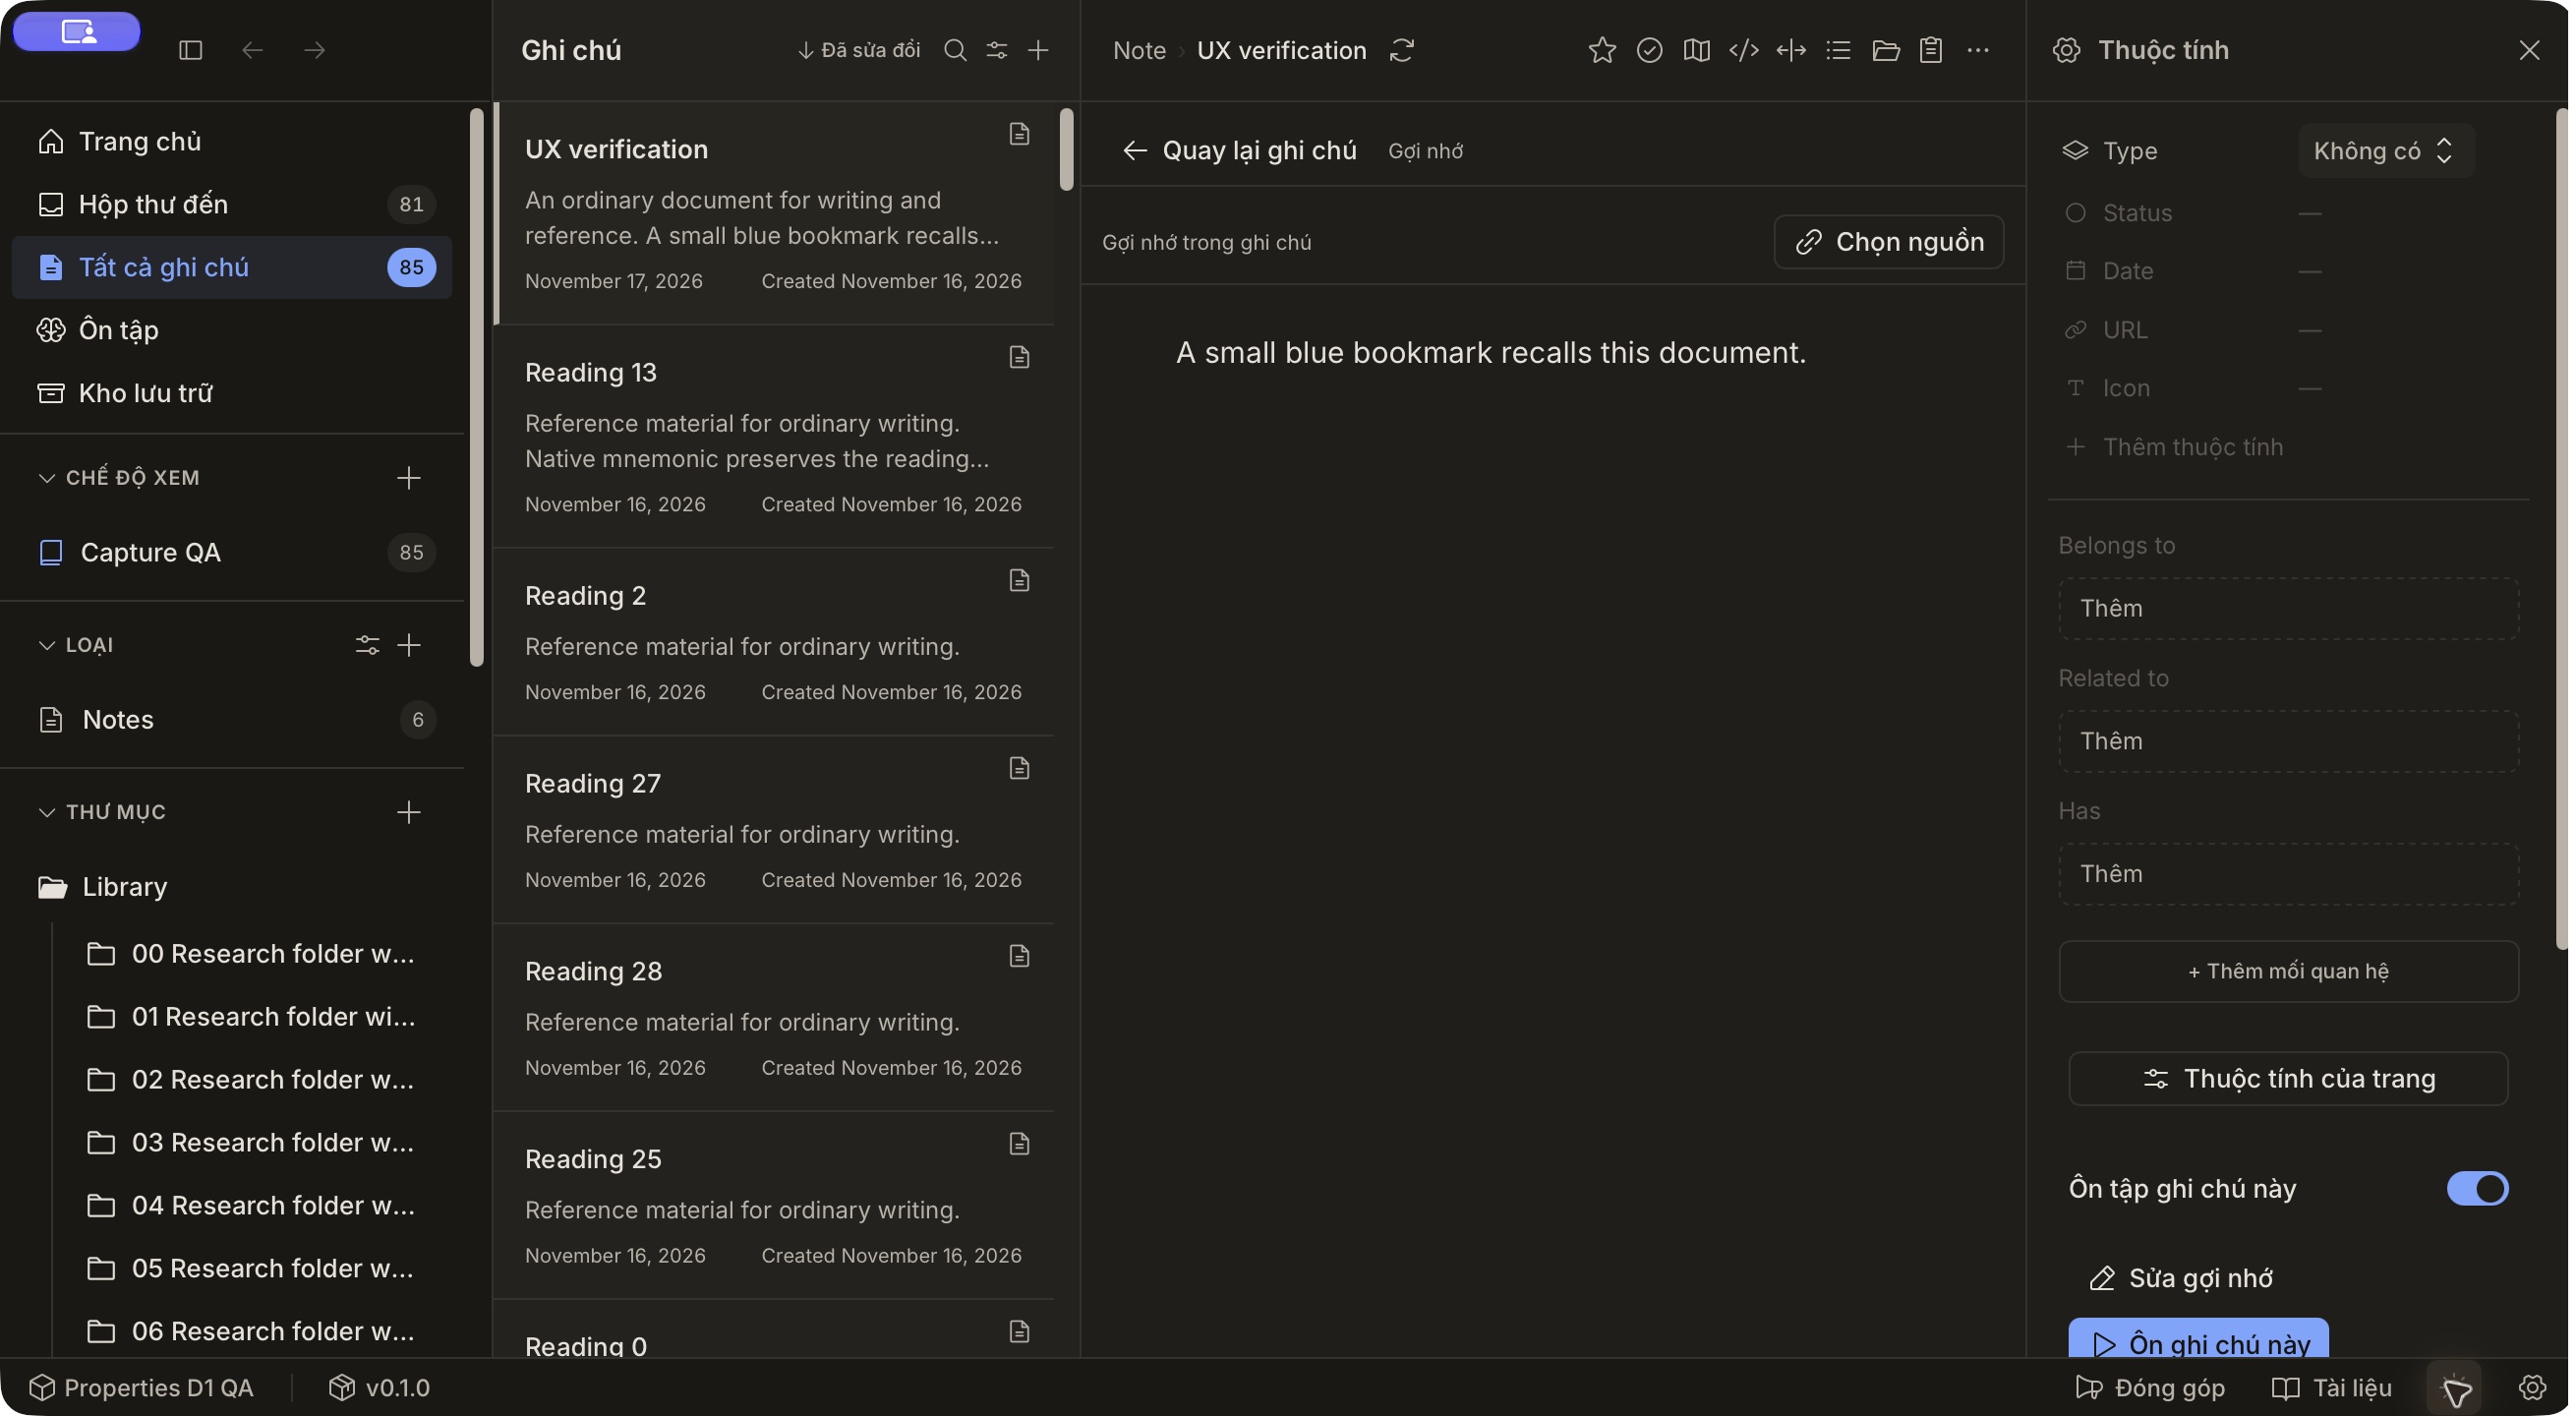 Ghi chú
Đã sửa đổi
Note › UX verification
Thuộc tính
Trang chủ
Hộp thư đến 81
Tất cả ghi chú 85
Ôn tập
Kho lưu trữ
CHẾ ĐỘ XEM
Capture QA 85
LOẠI
Notes 6
THƯ MỤC
Library
00 Research folder w...
01 Research folder wi...
02 Research folder w...
03 Research folder w...
04 Research folder w...
05 Research folder w...
06 Research folder w...
UX verification
An ordinary document for writing and
reference. A small blue bookmark recalls...
November 17, 2026 Created November 16, 2026
Reading 13
Reference material for ordinary writing.
Native mnemonic preserves the reading...
November 16, 2026 Created November 16, 2026
Reading 2
Reference material for ordinary writing.
November 16, 2026 Created November 16, 2026
Reading 27
Reference material for ordinary writing.
November 16, 2026 Created November 16, 2026
Reading 28
Reference material for ordinary writing.
November 16, 2026 Created November 16, 2026
Reading 25
Reference material for ordinary writing.
November 16, 2026 Created November 16, 2026
Reading 0
Quay lại ghi chú Gợi nhớ
Gợi nhớ trong ghi chú Chọn nguồn
A small blue bookmark recalls this document.
Type Không có
Status —
Date —
URL —
Icon —
Thêm thuộc tính
Belongs to
Thêm
Related to
Thêm
Has
Thêm
+ Thêm mối quan hệ
Thuộc tính của trang
Ôn tập ghi chú này
Sửa gợi nhớ
Ôn ghi chú này
Properties D1 QA
v0.1.0
Đóng góp
Tài liệu